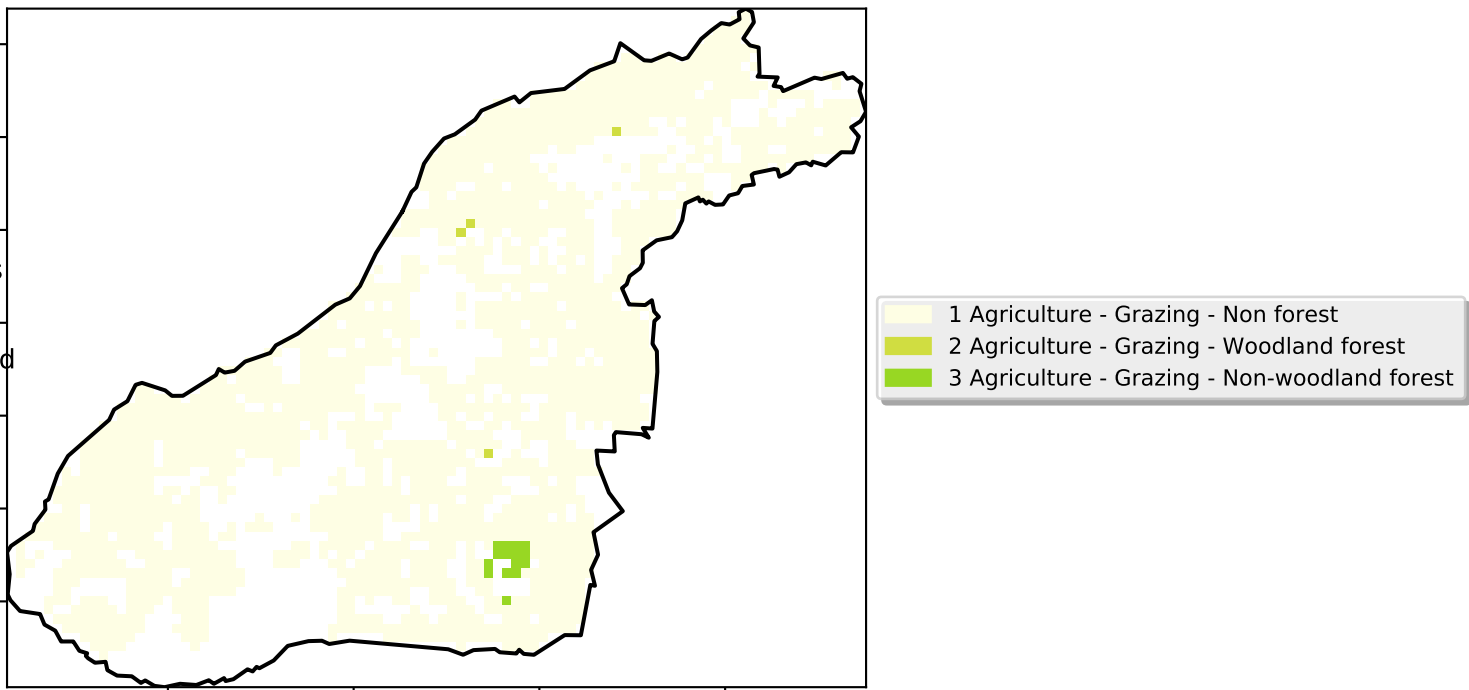 d
1 Agriculture - Grazing - Non forest
2 Agriculture - Grazing - Woodland forest
3 Agriculture - Grazing - Non-woodland forest